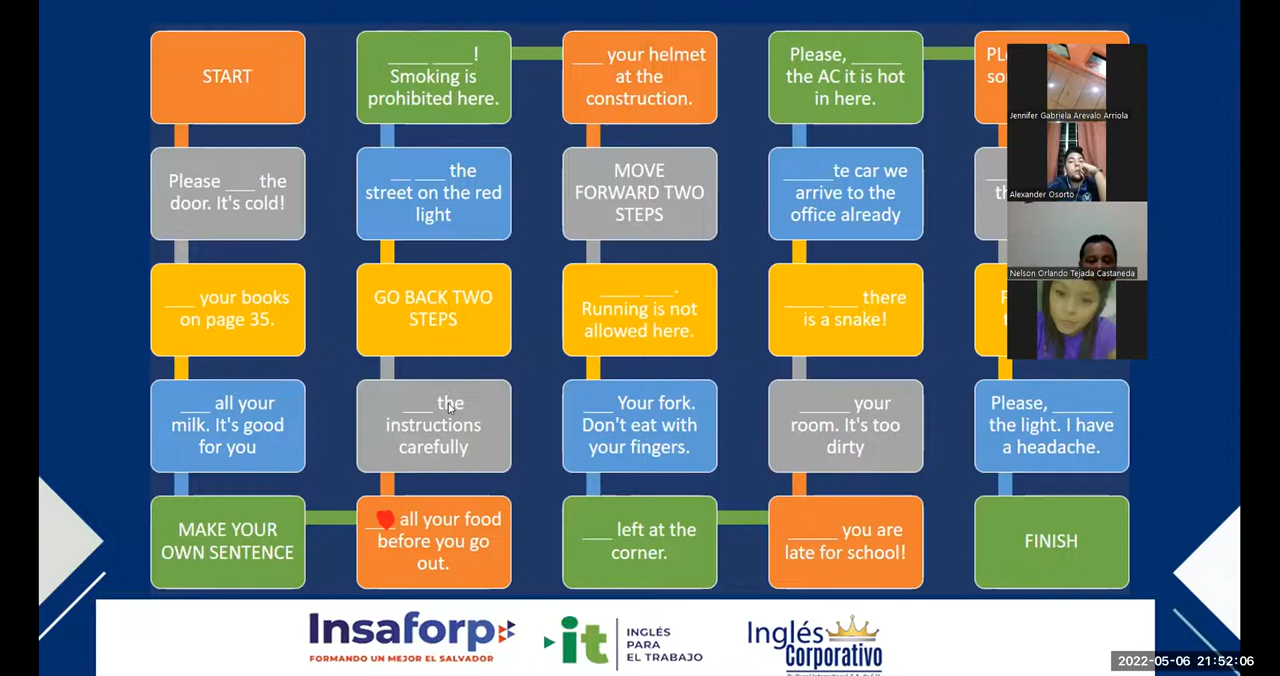 START
Please ___ the
door. It's cold!
___ your books
on page 35.
___ all your
milk. It's good
for you
MAKE YOUR
OWN SENTENCE
___ all your food
before you go
out.
___ the
instructions
carefully
GO BACK TWO
STEPS
__ ___ the
street on the red
light
____ ____!
Smoking is
prohibited here.
___ your helmet
at the
construction.
MOVE
FORWARD TWO
STEPS
_____ ___.
Running is not
allowed here.
___ Your fork.
Don't eat with
your fingers.
___ left at the
corner.
_____ you are
late for school!
_____ your
room. It's too
dirty
____ ___ there
is a snake!
_____te car we
arrive to the
office already
Please, _____
the AC it is hot
in here.
Please, ______
the light. I have
a headache.
FINISH
Jennifer Gabriela Arevalo Arriola
Alexander Osorto
Nelson Orlando Tejada Castaneda
Insaforp
FORMANDO UN MEJOR EL SALVADOR
it
INGLÉS
PARA
EL TRABAJO
Inglés
Corporativo
2022-05-06 21:52:06